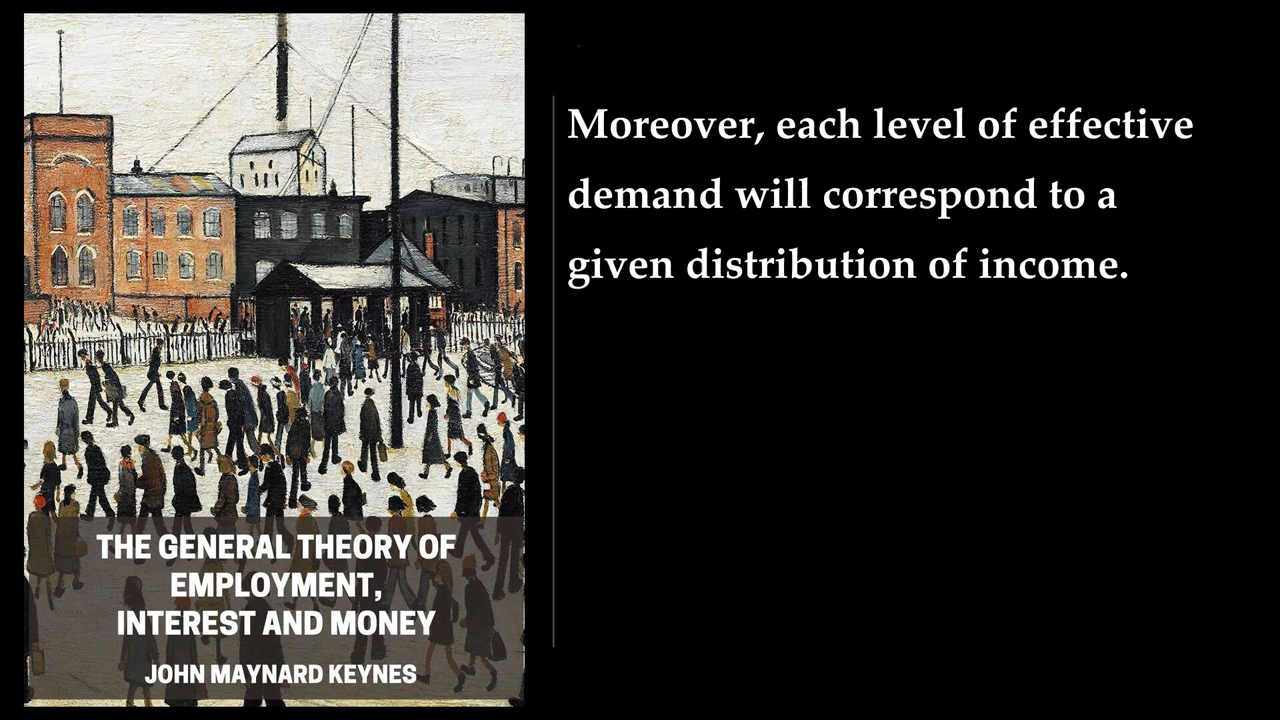 Moreover, each level of effective
demand will correspond to a
given distribution of income.
THE GENERAL THEORY OF
EMPLOYMENT,
INTEREST AND MONEY
JOHN MAYNARD KEYNES